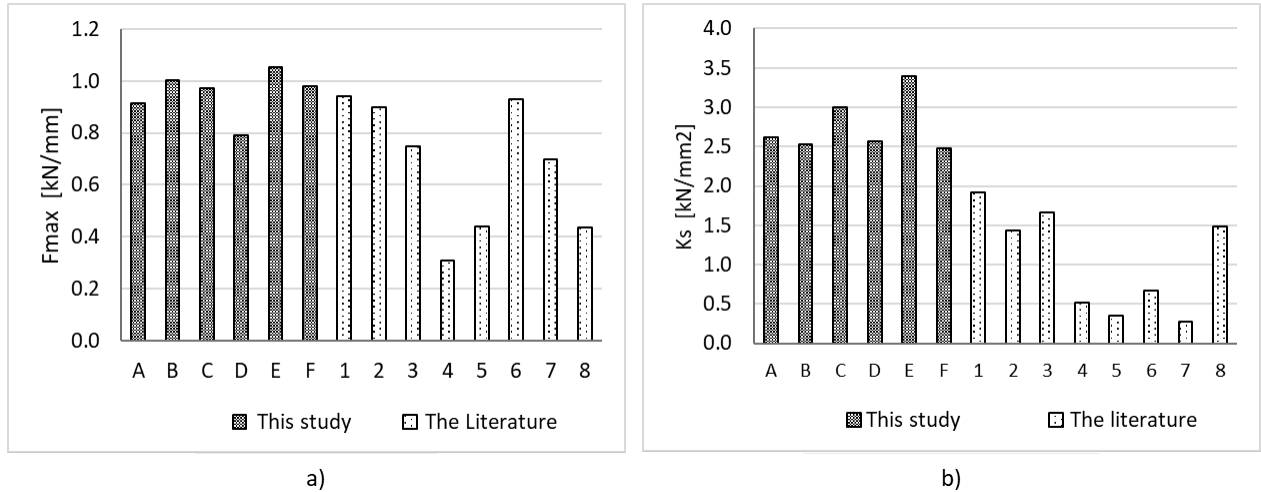 1.2
1.0
0.8
0.6
0.4
0.2
0.0
Fmax [kN/mm]
A B C D E F 1 2 3 4 5 6 7 8
This study The Literature
a)
4.0
3.5
3.0
2.5
2.0
1.5
1.0
0.5
0.0
Ks [kN/mm2]
A B C D E F 1 2 3 4 5 6 7 8
This study The literature
b)